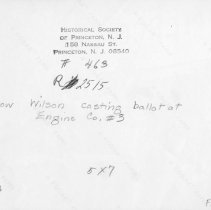 HISTORICAL SOCIETY
OF PRINCETON, N. J.
158 NASSAU ST.
PRINCETON, N. J. 08540
# 463
R 2515
ow Wilson casting ballot at
Engine Co. #3
5x7
F